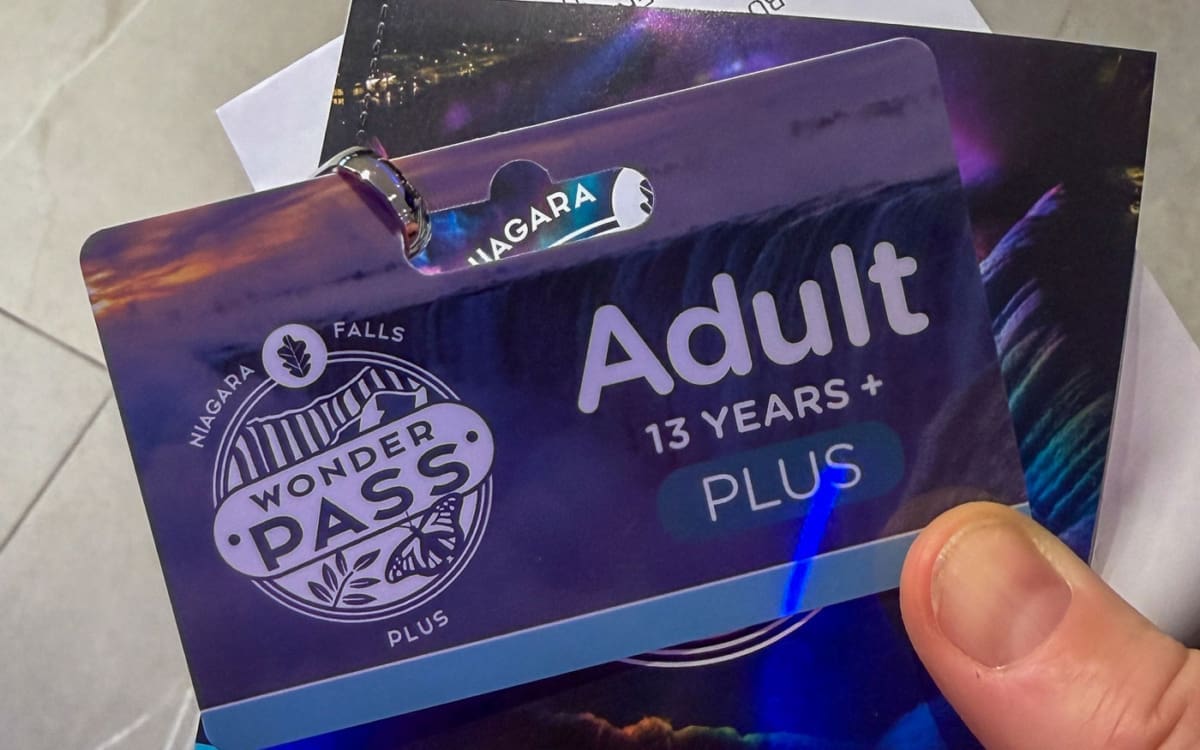 NIAGARA
NIAGARA FALLS
WONDER
PASS
PLUS
Adult
13 YEARS +
PLUS